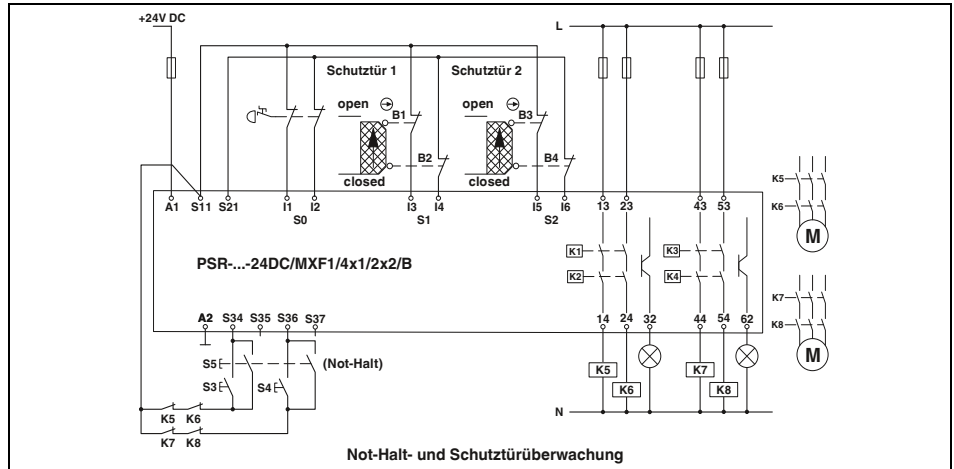 +24V DC
L
Schutztür 1 Schutztür 2
open open
B1 B3
B2 B4
closed closed
K5
K6
M
A1 S11 S21 I1 I2 I3 I4 I5 I6 13 23 43 53
S0 S1 S2
K1 K3
K2 K4
PSR-...-24DC/MXF1/4x1/2x2/B
K7
K8
M
A2 S34 S35 S36 S37 14 24 32 44 54 62
S5 (Not-Halt)
S3 S4
K5 K7
K6 K8
K5 K6
N
K7 K8
Not-Halt- und Schutztürüberwachung